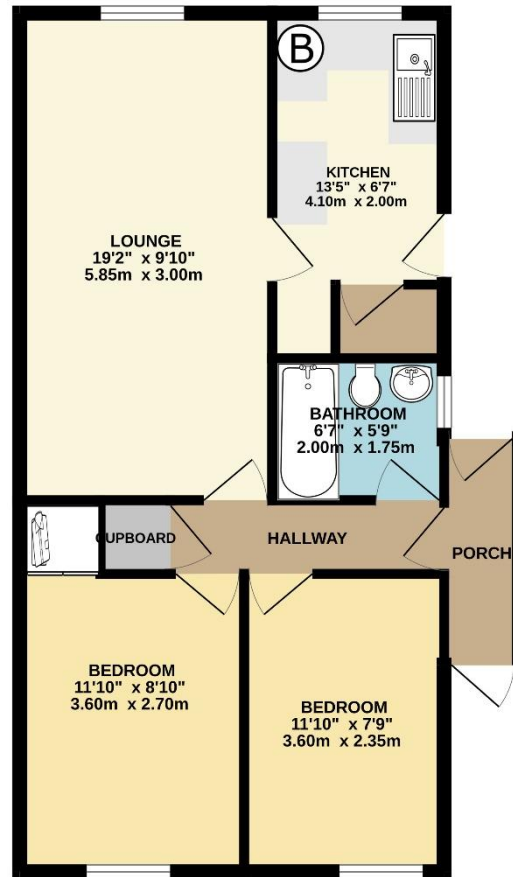 B
KITCHEN
13'5" x 6'7"
4.10m x 2.00m
LOUNGE
19'2" x 9'10"
5.85m x 3.00m
BATHROOM
6'7" x 5'9"
2.00m x 1.75m
CUPBOARD
HALLWAY
PORCH
BEDROOM
11'10" x 8'10"
3.60m x 2.70m
BEDROOM
11'10" x 7'9"
3.60m x 2.35m